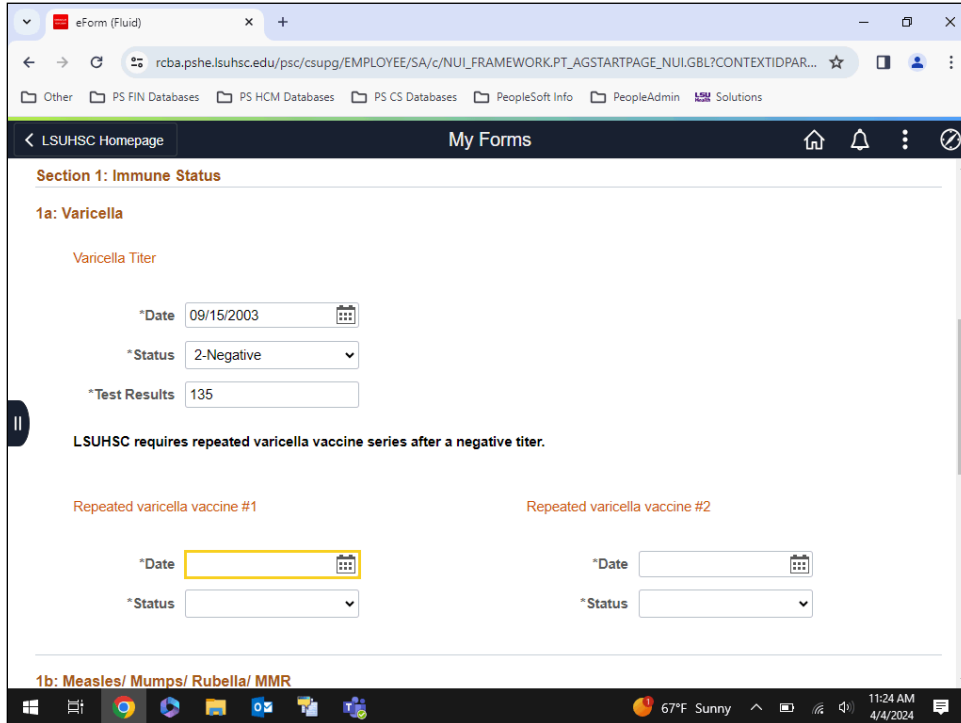 eForm (Fluid)
rcba.pshe.lsuhsc.edu/psc/csupg/EMPLOYEE/SA/c/NUI_FRAMEWORK.PT_AGSTARTPAGE_NUI.GBL?CONTEXTIDPAR...
Other PS FIN Databases PS HCM Databases PS CS Databases PeopleSoft Info PeopleAdmin LSU Solutions
LSUHSC Homepage My Forms
Section 1: Immune Status
1a: Varicella
Varicella Titer
*Date 09/15/2003
*Status 2-Negative
*Test Results 135
LSUHSC requires repeated varicella vaccine series after a negative titer.
Repeated varicella vaccine #1 Repeated varicella vaccine #2
*Date *Date
*Status *Status
1b: Measles/ Mumps/ Rubella/ MMR
67°F Sunny 11:24 AM
4/4/2024